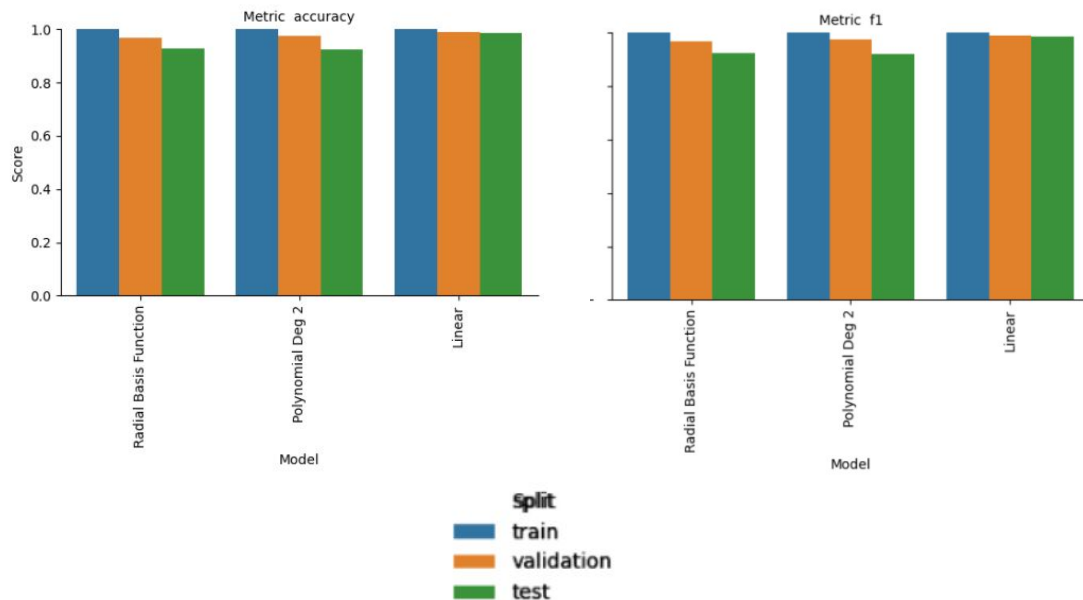 Metric accuracy
1.0
0.8
0.6
0.4
0.2
0.0
Score
Radial Basis Function
Polynomial Deg 2
Linear
Model
Metric f1
Radial Basis Function
Polynomial Deg 2
Linear
Model
Split
train
validation
test